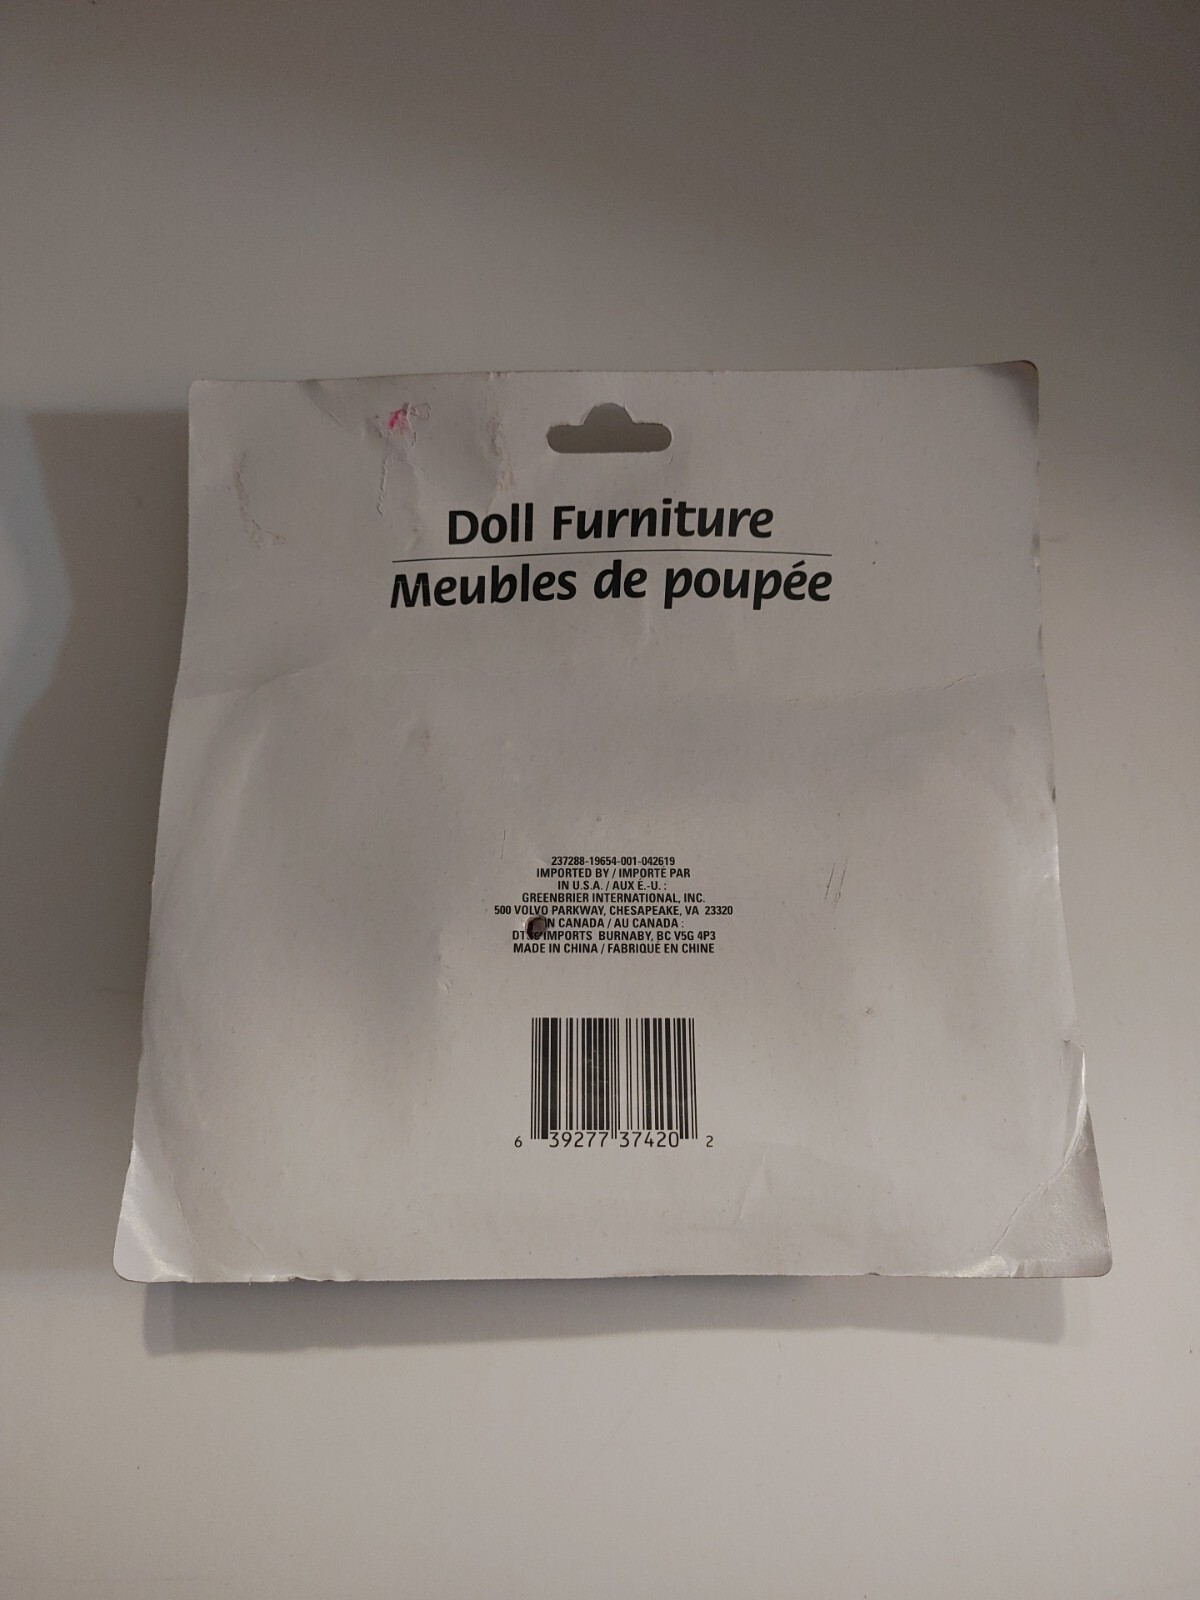 Doll Furniture
Meubles de poupée
237288-19654-001-042619
IMPORTED BY / IMPORTÉ PAR
IN U.S.A. / AUX É.-U. :
GREENBRIER INTERNATIONAL, INC.
500 VOLVO PARKWAY, CHESAPEAKE, VA 23320
IN CANADA / AU CANADA :
IMPORTS BURNABY, BC V5G 4P3
MADE IN CHINA / FABRIQUÉ EN CHINE
6 39277 37420 2